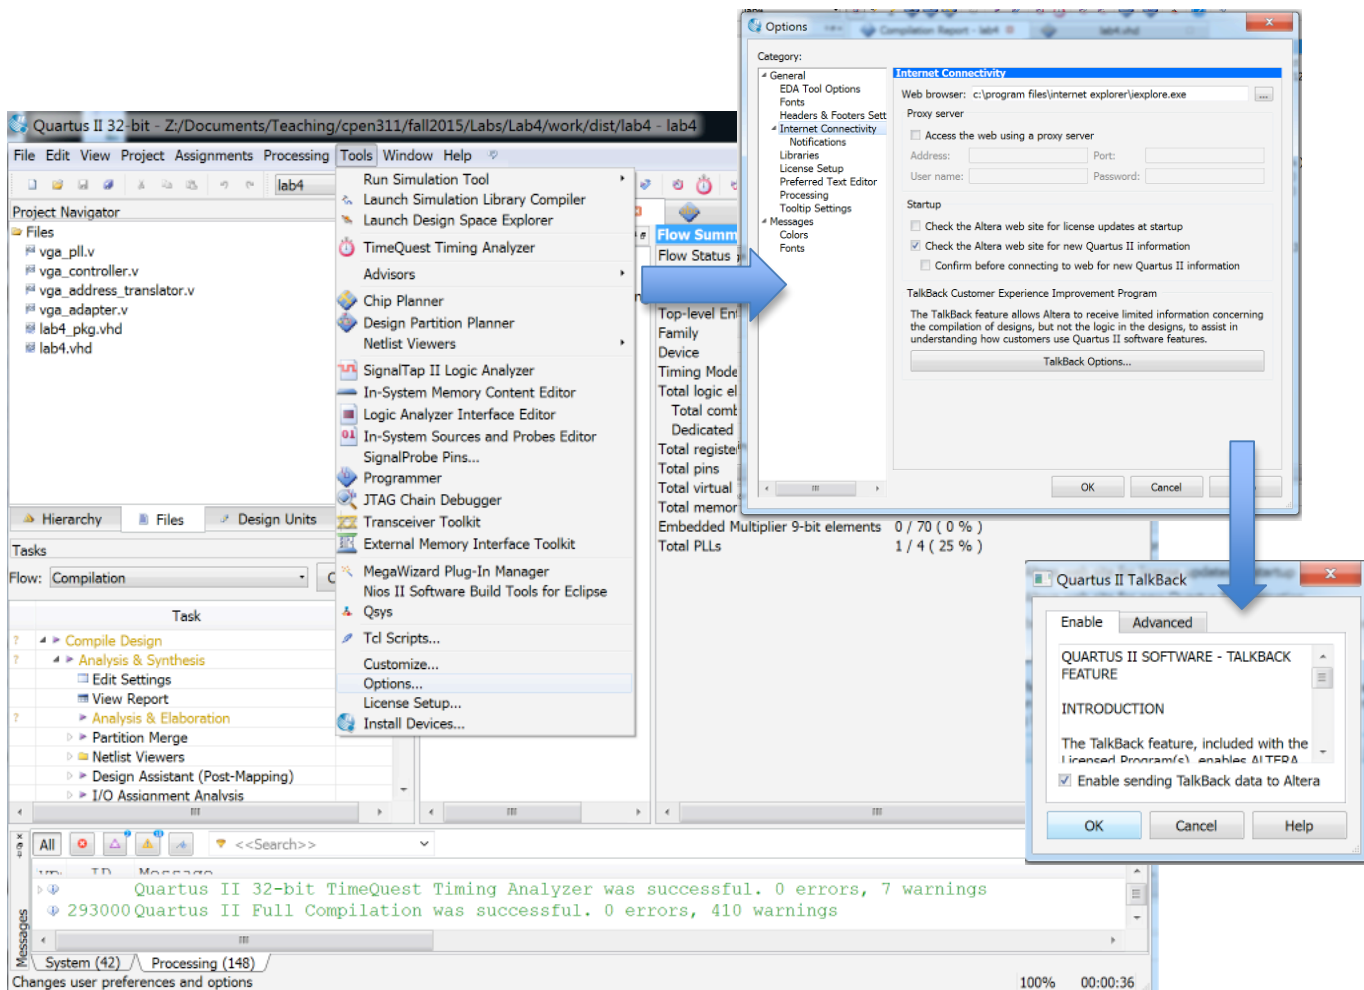 Quartus II 32-bit - Z:/Documents/Teaching/cpen311/fall2015/Labs/Lab4/work/dist/lab4 - lab4
File Edit View Project Assignments Processing Tools Window Help
lab4
Project Navigator
Files
vga_pll.v
vga_controller.v
vga_address_translator.v
vga_adapter.v
lab4_pkg.vhd
lab4.vhd
Hierarchy Files Design Units
Tasks
Flow: Compilation
Task
Compile Design
Analysis & Synthesis
Edit Settings
View Report
Analysis & Elaboration
Partition Merge
Netlist Viewers
Design Assistant (Post-Mapping)
I/O Assignment Analysis
Run Simulation Tool
Launch Simulation Library Compiler
Launch Design Space Explorer
TimeQuest Timing Analyzer
Advisors
Chip Planner
Design Partition Planner
Netlist Viewers
SignalTap II Logic Analyzer
In-System Memory Content Editor
Logic Analyzer Interface Editor
In-System Sources and Probes Editor
SignalProbe Pins...
Programmer
JTAG Chain Debugger
Transceiver Toolkit
External Memory Interface Toolkit
MegaWizard Plug-In Manager
Nios II Software Build Tools for Eclipse
Qsys
Tcl Scripts...
Customize...
Options...
License Setup...
Install Devices...
Flow Summ
Flow Status
Top-level Ent
Family
Device
Timing Mode
Total logic el
Total comb
Dedicated
Total registe
Total pins
Total virtual
Total memor
Embedded Multiplier 9-bit elements 0 / 70 ( 0 % )
Total PLLs 1 / 4 ( 25 % )
Options
Compilation Report - lab4 lab4.vhd
Category:
General
EDA Tool Options
Fonts
Headers & Footers Sett
Internet Connectivity
Notifications
Libraries
License Setup
Preferred Text Editor
Processing
Tooltip Settings
Messages
Colors
Fonts
Internet Connectivity
Web browser: c:\program files\internet explorer\iexplore.exe ...
Proxy server
Access the web using a proxy server
Address: Port:
User name: Password:
Startup
Check the Altera web site for license updates at startup
Check the Altera web site for new Quartus II information
Confirm before connecting to web for new Quartus II information
TalkBack Customer Experience Improvement Program
The TalkBack feature allows Altera to receive limited information concerning
the compilation of designs, but not the logic in the designs, to assist in
understanding how customers use Quartus II software features.
TalkBack Options...
OK Cancel
Quartus II TalkBack
Enable Advanced
QUARTUS II SOFTWARE - TALKBACK
FEATURE
INTRODUCTION
The TalkBack feature, included with the
Licensed Program(s), enables ALTERA
Enable sending TalkBack data to Altera
OK Cancel Help
All <<Search>>
ID Message
Quartus II 32-bit TimeQuest Timing Analyzer was successful. 0 errors, 7 warnings
293000 Quartus II Full Compilation was successful. 0 errors, 410 warnings
Messages
System (42) Processing (148)
Changes user preferences and options 100% 00:00:36